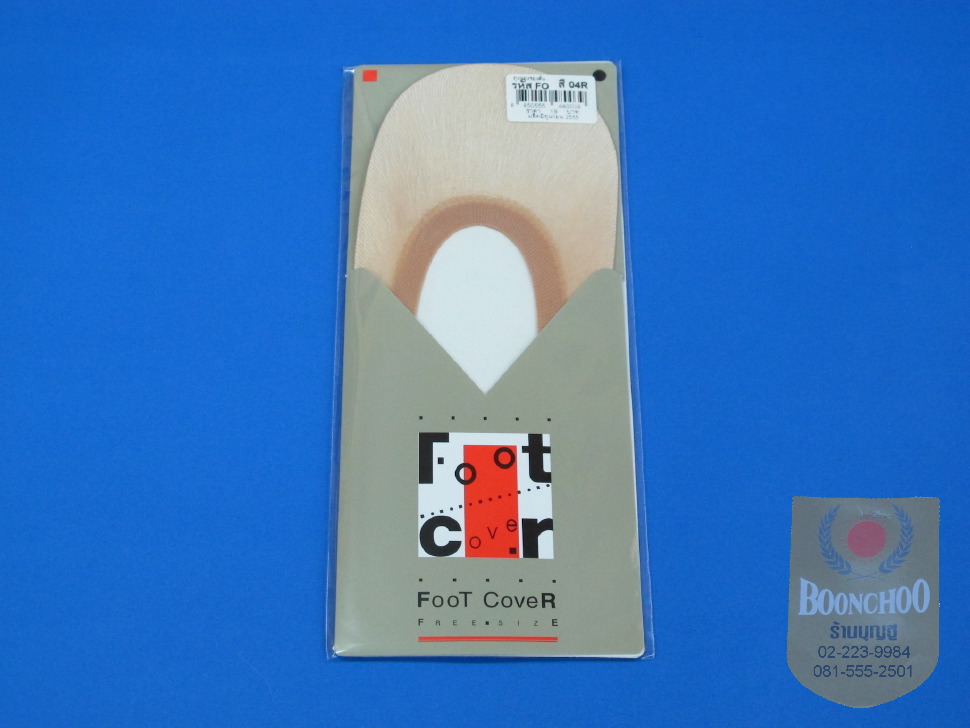 รหัส FO สี 04R
Foot
cover
FooT CoveR
FREE SIZE
BOONCHOO
ร้านบุญชู
02-223-9984
081-555-2501